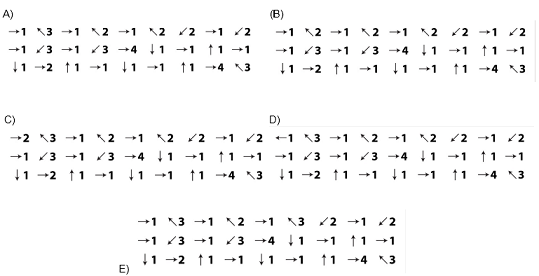 A)
→1 ↖3 →1 ↖2 →1 ↖2 ↙2 →1 ↙2
→1 ↙3 →1 ↙3 →4 ↓1 →1 ↑1 →1
↓1 →2 ↑1 →1 ↓1 →1 ↑1 →4 ↖3
(B)
→1 ↖2 →1 ↖2 →1 ↖2 ↙2 →1 ↙2
→1 ↙3 →1 ↙3 →4 ↓1 →1 ↑1 →1
↓1 →2 ↑1 →1 ↓1 →1 ↑1 →4 ↖3
C)
→2 ↖3 →1 ↖2 →1 ↖2 ↙2 →1 ↙2
→1 ↙3 →1 ↙3 →4 ↓1 →1 ↑1 →1
↓1 →2 ↑1 →1 ↓1 →1 ↑1 →4 ↖3
D)
←1 ↖3 →1 ↖2 →1 ↖2 ↙2 →1 ↙2
→1 ↙3 →1 ↙3 →4 ↓1 →1 ↑1 →1
↓1 →2 ↑1 →1 ↓1 →1 ↑1 →4 ↖3
E)
→1 ↖3 →1 ↖2 →1 ↖3 ↙2 →1 ↙2
→1 ↙3 →1 ↙3 →4 ↓1 →1 ↑1 →1
↓1 →2 ↑1 →1 ↓1 →1 ↑1 →4 ↖3